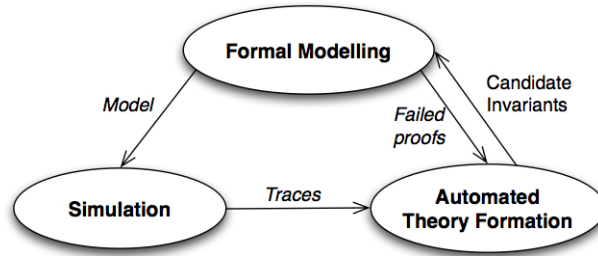 Formal Modelling
Model
Failed
proofs
Candidate
Invariants
Simulation
Traces
Automated
Theory Formation